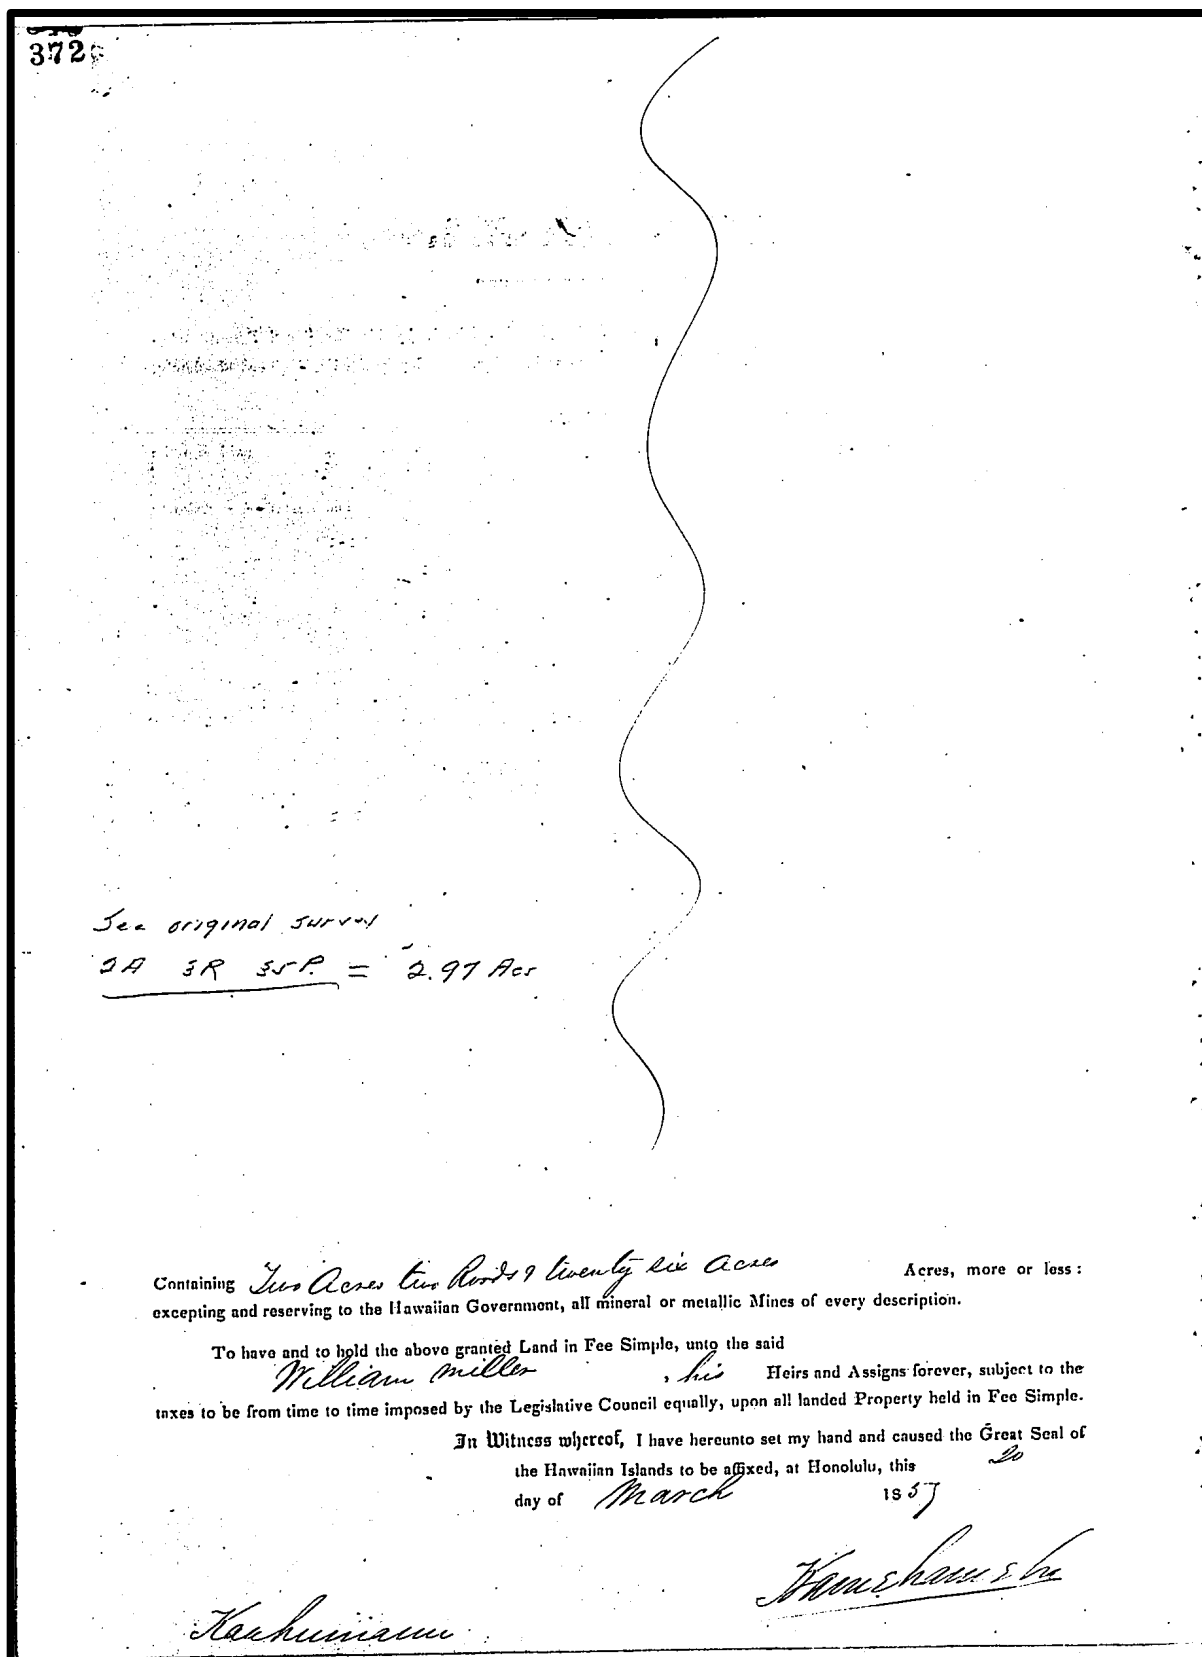 372
See original survey
2A 3R 35P. = 2.97 Acs
Containing Two Acres two Roods & twenty six Acres Acres, more or less :
excepting and reserving to the Hawaiian Government, all mineral or metallic Mines of every description.
To have and to hold the above granted Land in Fee Simple, unto the said
William Miller , his Heirs and Assigns forever, subject to the
taxes to be from time to time imposed by the Legislative Council equally, upon all landed Property held in Fee Simple.
In Witness whereof, I have hereunto set my hand and caused the Great Seal of
the Hawaiian Islands to be affixed, at Honolulu, this 20
day of March 1857
Kamehameha
Kaahumanu